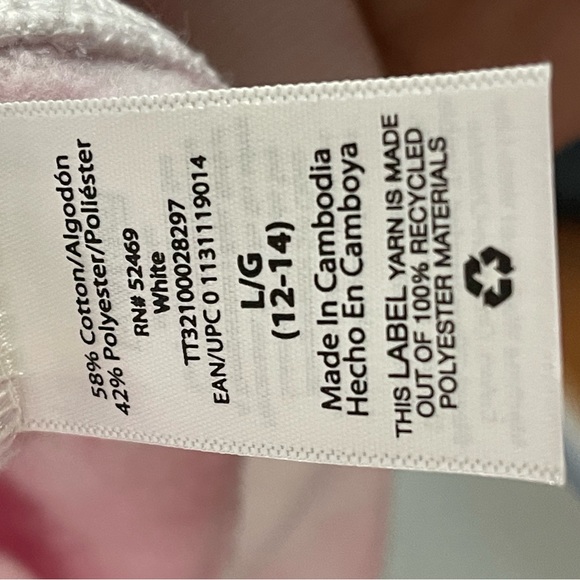 58% Cotton/Algodón
42% Polyester/Poliéster
RN# 52469
White
TT321000028297
EAN/UPC 0 1131119014
L/G
(12-14)
Made In Cambodia
Hecho En Camboya
THIS LABEL YARN IS MADE
OUT OF 100% RECYCLED
POLYESTER MATERIALS